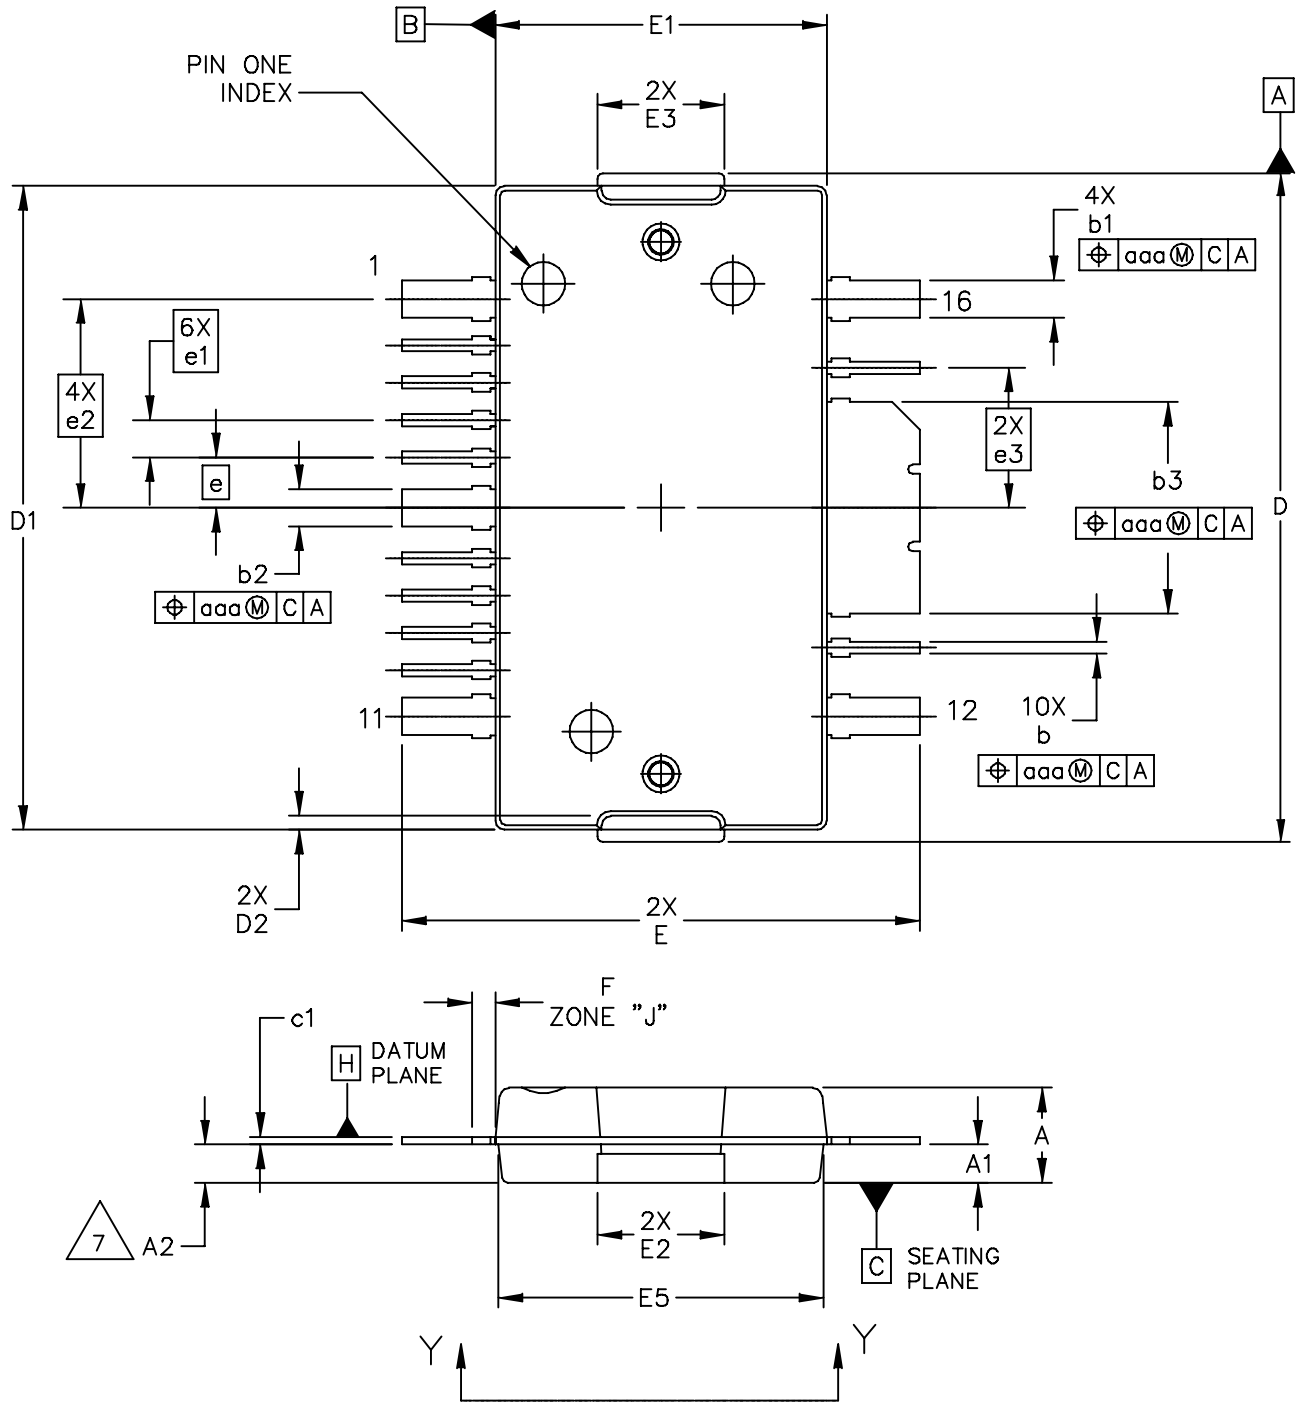 B
E1
PIN ONE
INDEX
2X
E3
A
4X
b1
⌖ aaa Ⓜ C A
1
16
6X
e1
4X
e2
2X
e3
e
b3
D1
D
⌖ aaa Ⓜ C A
b2
⌖ aaa Ⓜ C A
11
12
10X
b
⌖ aaa Ⓜ C A
2X
D2
2X
E
F
ZONE "J"
c1
H
DATUM
PLANE
A
A1
7
A2
2X
E2
C
SEATING
PLANE
E5
Y
Y